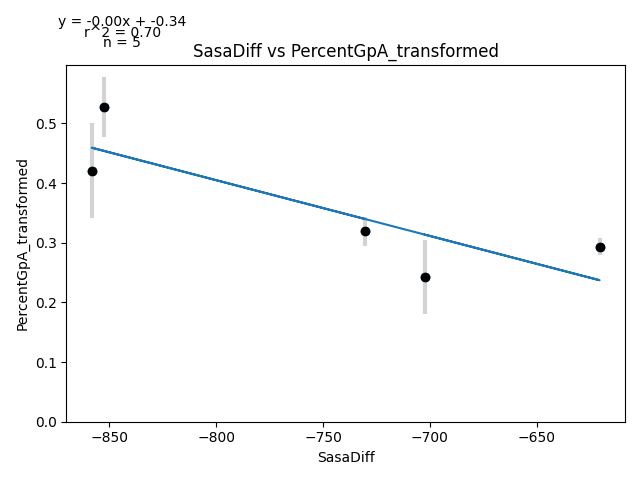 y = -0.00x + -0.34
r^2 = 0.70
n = 5
SasaDiff vs PercentGpA_transformed
PercentGpA_transformed
0.5
0.4
0.3
0.2
0.1
0.0
−850
−800
−750
−700
−650
SasaDiff